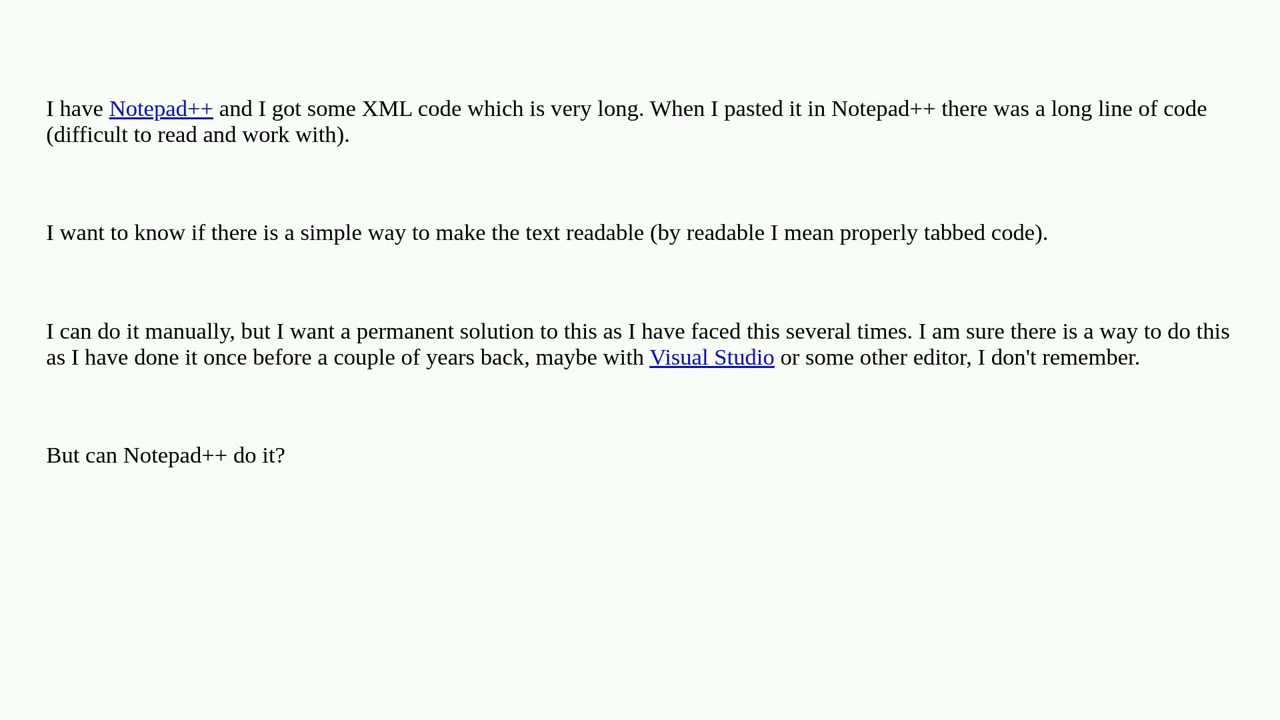 I have Notepad++ and I got some XML code which is very long. When I pasted it in Notepad++ there was a long line of code
(difficult to read and work with).
I want to know if there is a simple way to make the text readable (by readable I mean properly tabbed code).
I can do it manually, but I want a permanent solution to this as I have faced this several times. I am sure there is a way to do this
as I have done it once before a couple of years back, maybe with Visual Studio or some other editor, I don't remember.
But can Notepad++ do it?